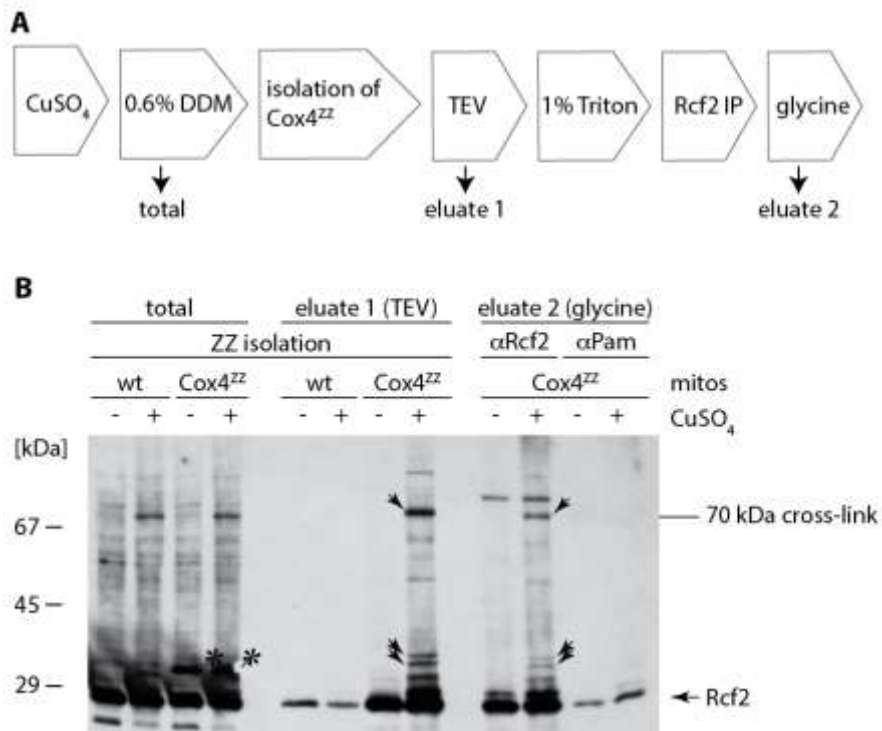 A
CuSO₄ 0.6% DDM isolation of Cox4ᶻᶻ TEV 1% Triton Rcf2 IP glycine
total eluate 1 eluate 2
B
total eluate 1 (TEV) eluate 2 (glycine)
ZZ isolation αRcf2 αPam
wt Cox4ᶻᶻ wt Cox4ᶻᶻ Cox4ᶻᶻ mitos
- + - + - + - + - + - + CuSO₄
[kDa]
67 70 kDa cross-link
45
* *
29 Rcf2